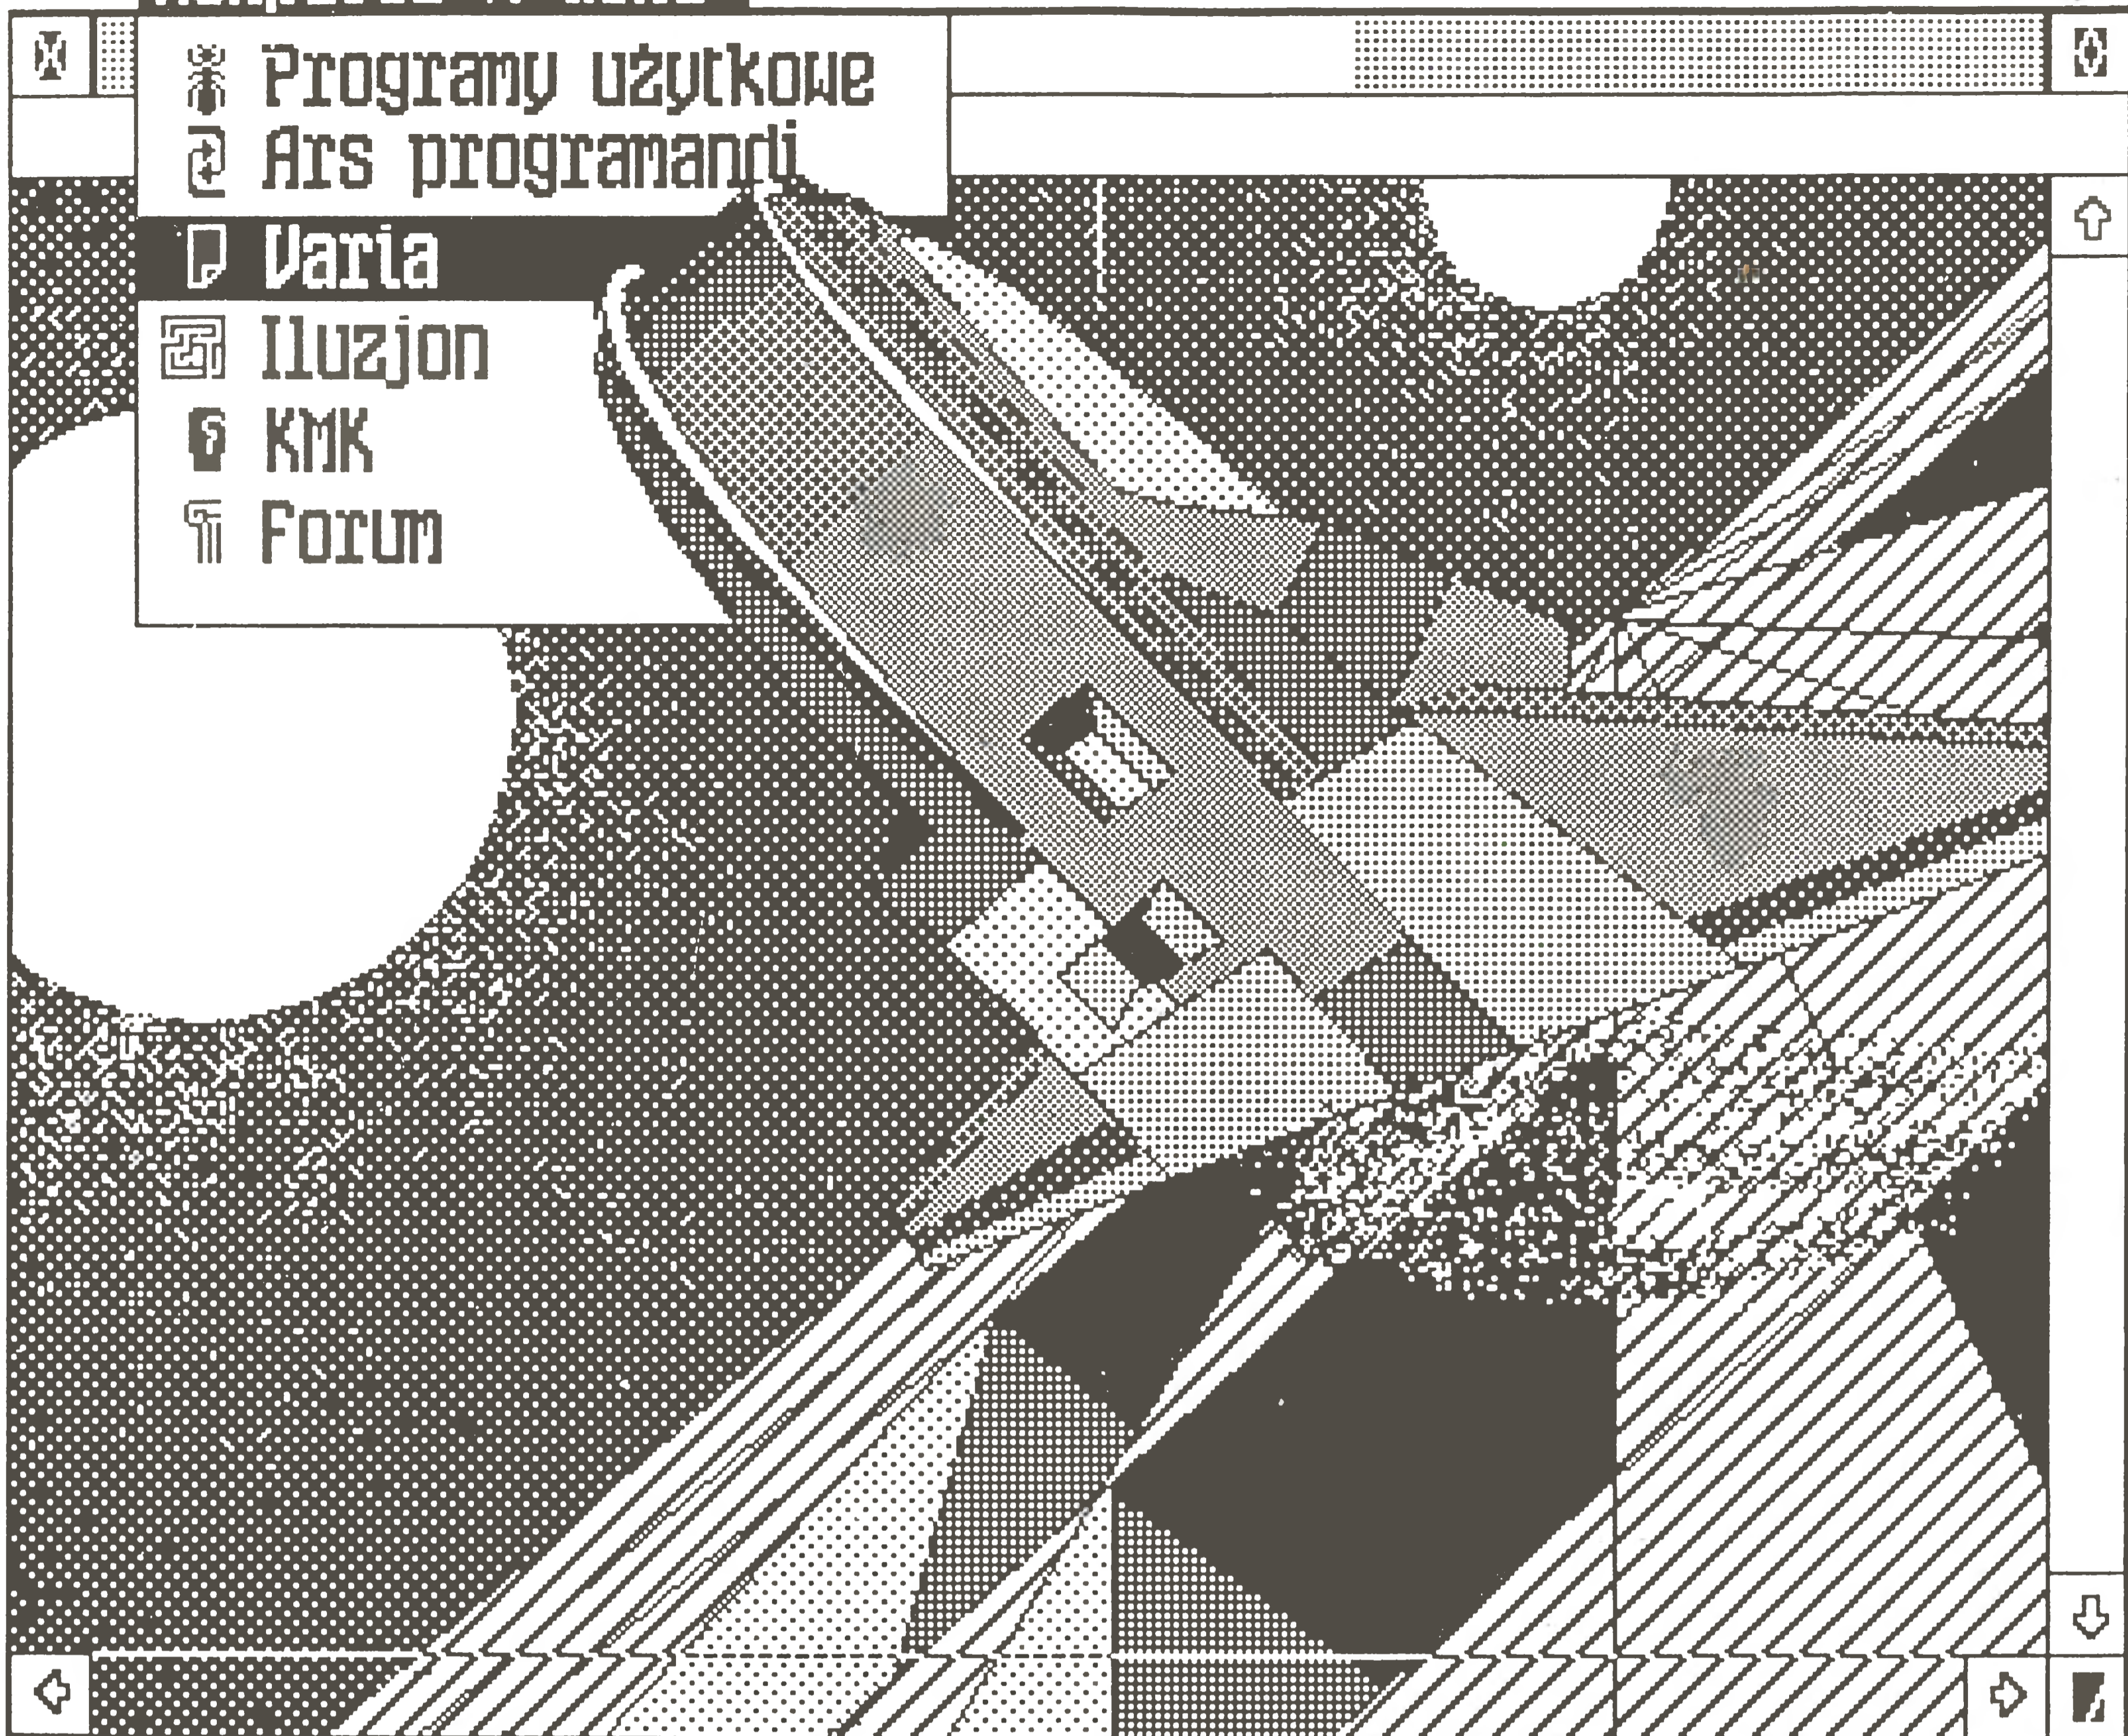 Programy użytkowe
Ars programandi
Varia
Iluzjon
KMK
Forum